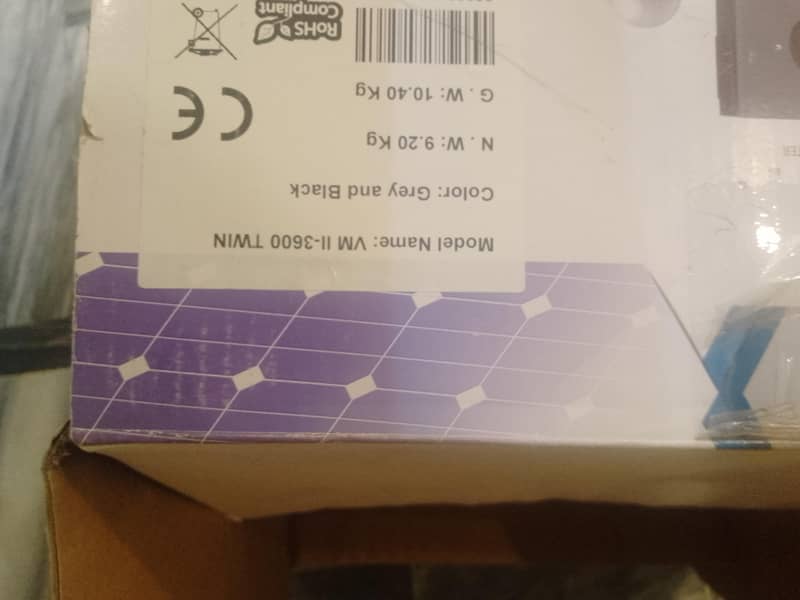 Model Name: VM II-3600 TWIN
Color: Grey and Black
N . W: 9.20 Kg
G . W: 10.40 Kg
CE
RoHS
Compliant